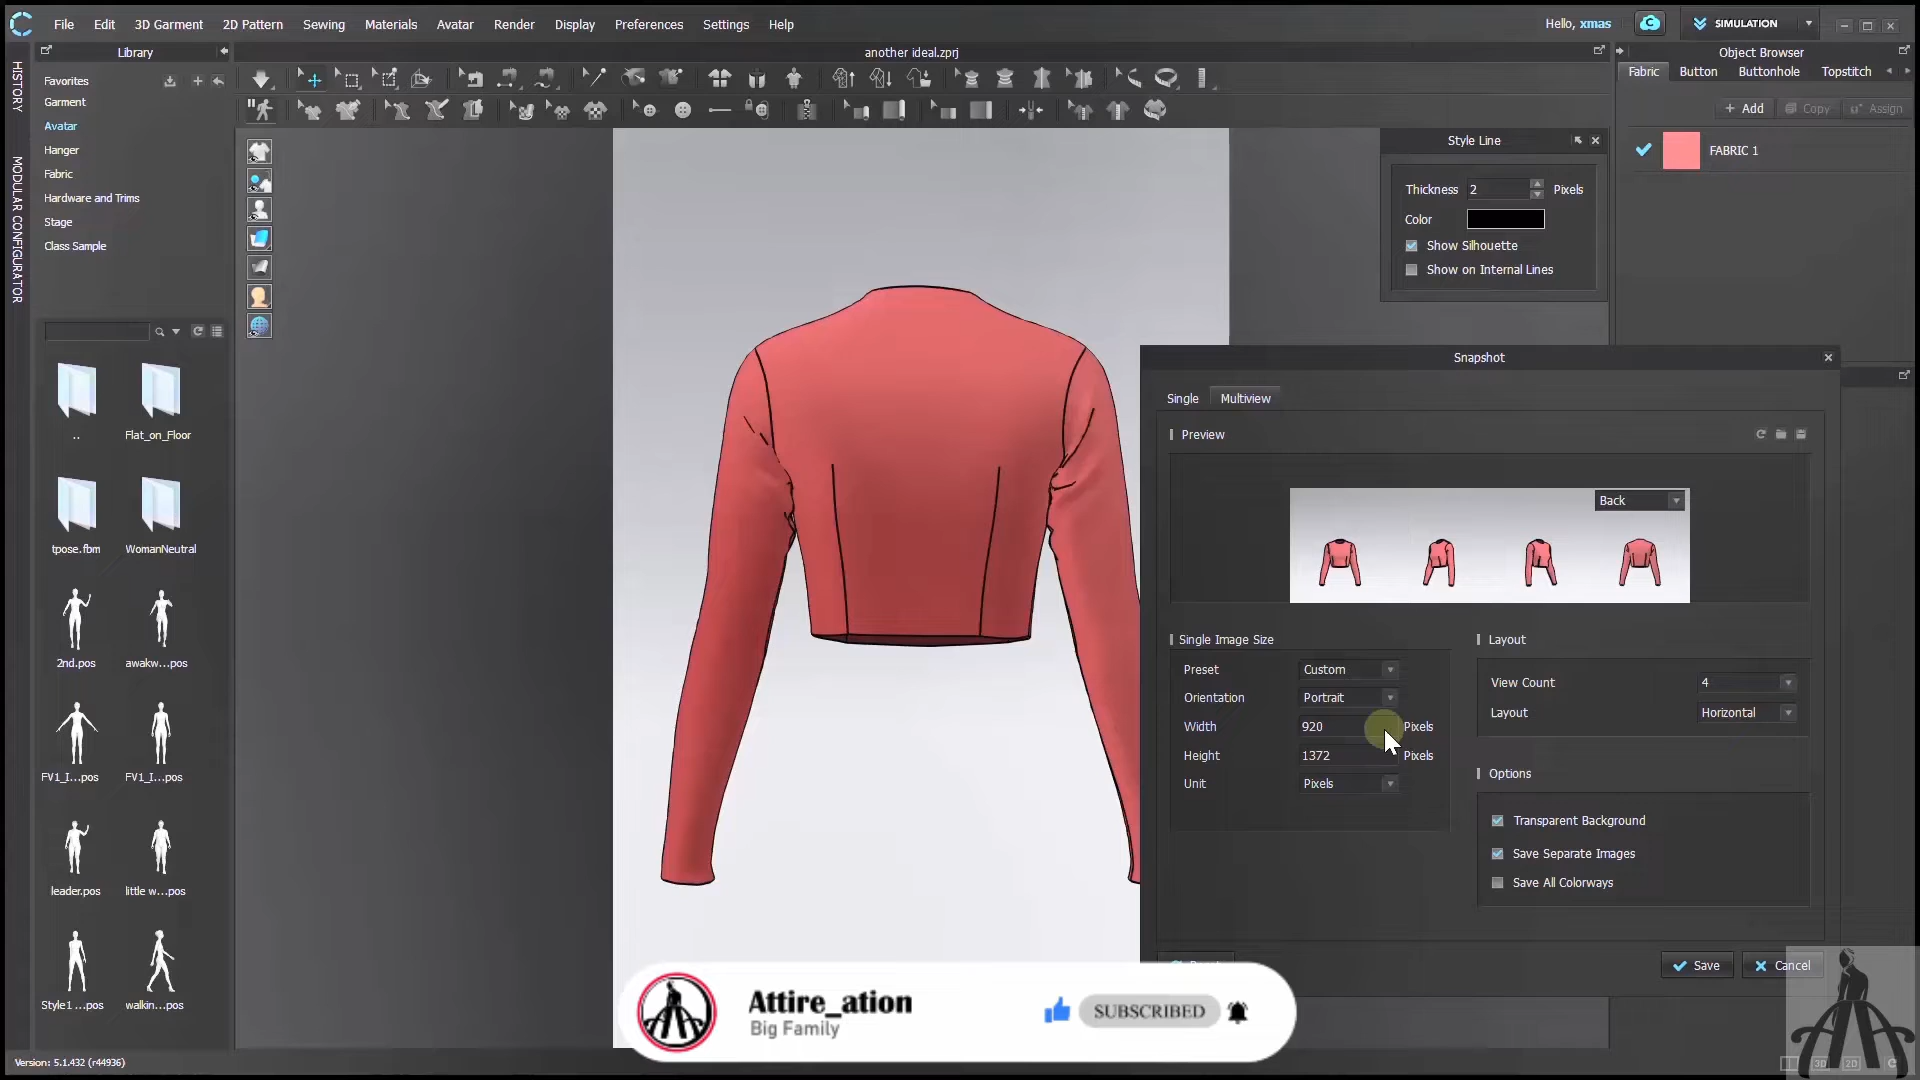 File Edit 3D Garment 2D Pattern Sewing Materials Avatar Render Display Preferences Settings Help
Hello, xmas
SIMULATION
Library
another ideal.zprj
Object Browser
HISTORY
MODULAR CONFIGURATOR
Favorites
Garment
Avatar
Hanger
Fabric
Hardware and Trims
Stage
Class Sample
..
Flat_on_Floor
tpose.fbm
WomanNeutral
2nd.pos
awakw...pos
FV1_I...pos
FV1_I...pos
leader.pos
little w...pos
Style1 ...pos
walkin...pos
Version: 5.1.432 (r44936)
Style Line
Thickness 2 Pixels
Color
Show Silhouette
Show on Internal Lines
Fabric Button Buttonhole Topstitch
+ Add Copy Assign
FABRIC 1
Snapshot
Single Multiview
Preview
Back
Single Image Size
Preset Custom
Orientation Portrait
Width 920 Pixels
Height 1372 Pixels
Unit Pixels
Layout
View Count 4
Layout Horizontal
Options
Transparent Background
Save Separate Images
Save All Colorways
Save Cancel
Attire_ation
Big Family
SUBSCRIBED
3D 2D